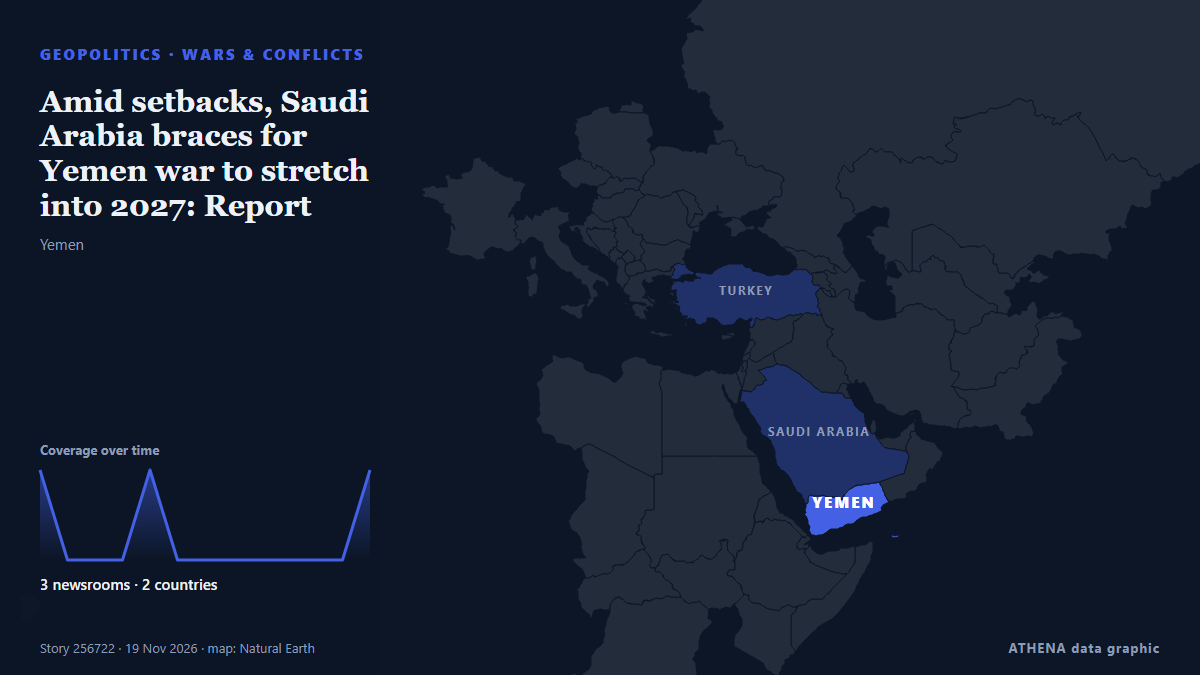 GEOPOLITICS · WARS & CONFLICTS
Amid setbacks, Saudi
Arabia braces for
Yemen war to stretch
into 2027: Report
Yemen
TURKEY
SAUDI ARABIA
YEMEN
Coverage over time
3 newsrooms · 2 countries
Story 256722 · 19 Nov 2026 · map: Natural Earth
ATHENA data graphic